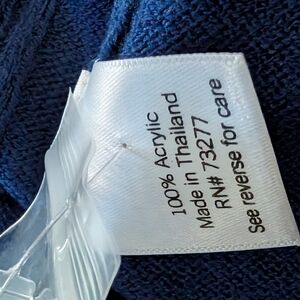 100% Acrylic
Made in Thailand
RN# 73277
See reverse for care